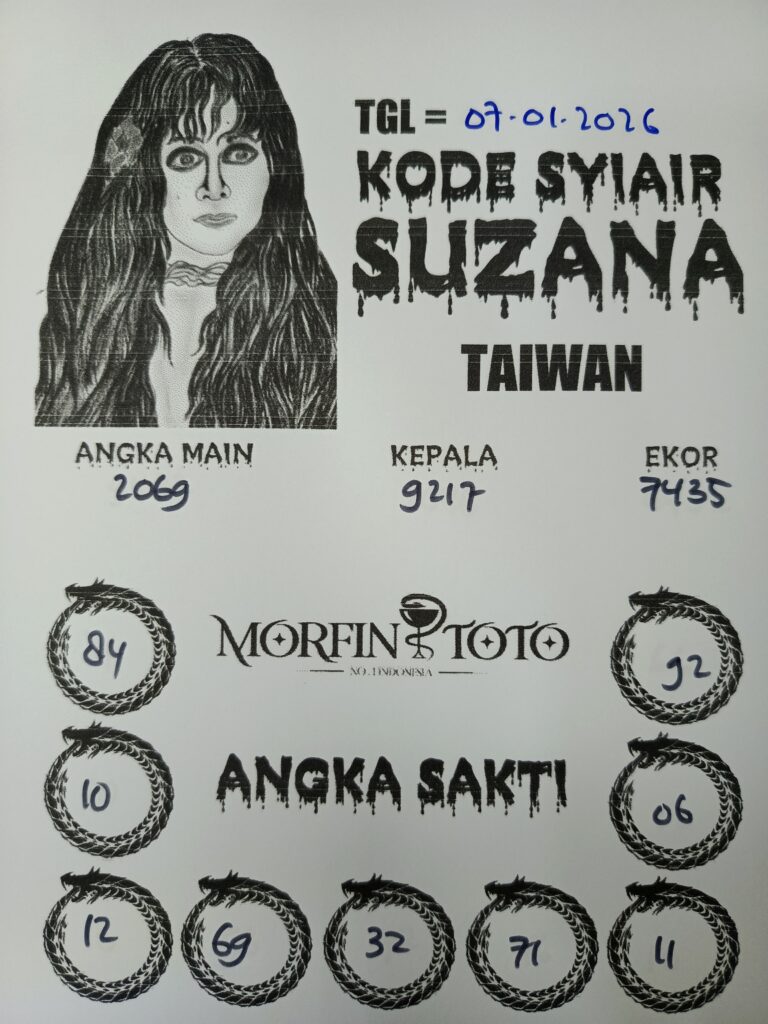 TGL = 07-01-2026
KODE SYIAIR
SUZANA
TAIWAN
ANGKA MAIN KEPALA EKOR
2069 9217 7435
MORFIN TOTO
NO.1 INDONESIA
84 92
ANGKA SAKTI
10 06
12 69 32 71 11